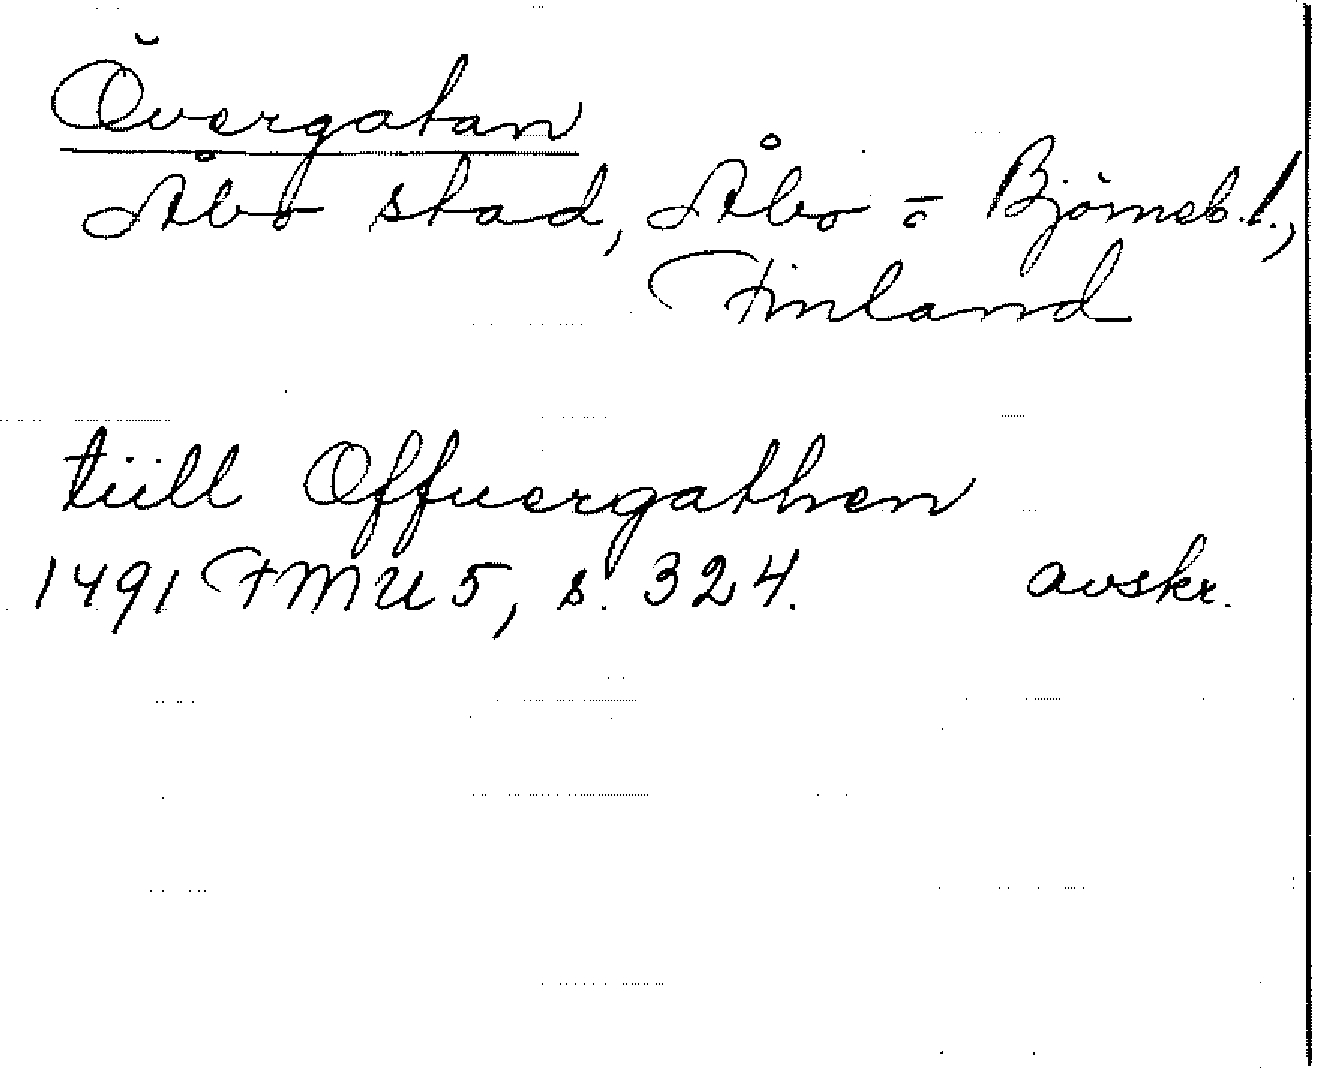 Övergatan
Åbo stad, Åbo o Björneb. l.,
Finland
tiill Offuergathen
1491 FMU 5, s. 324. avskr.